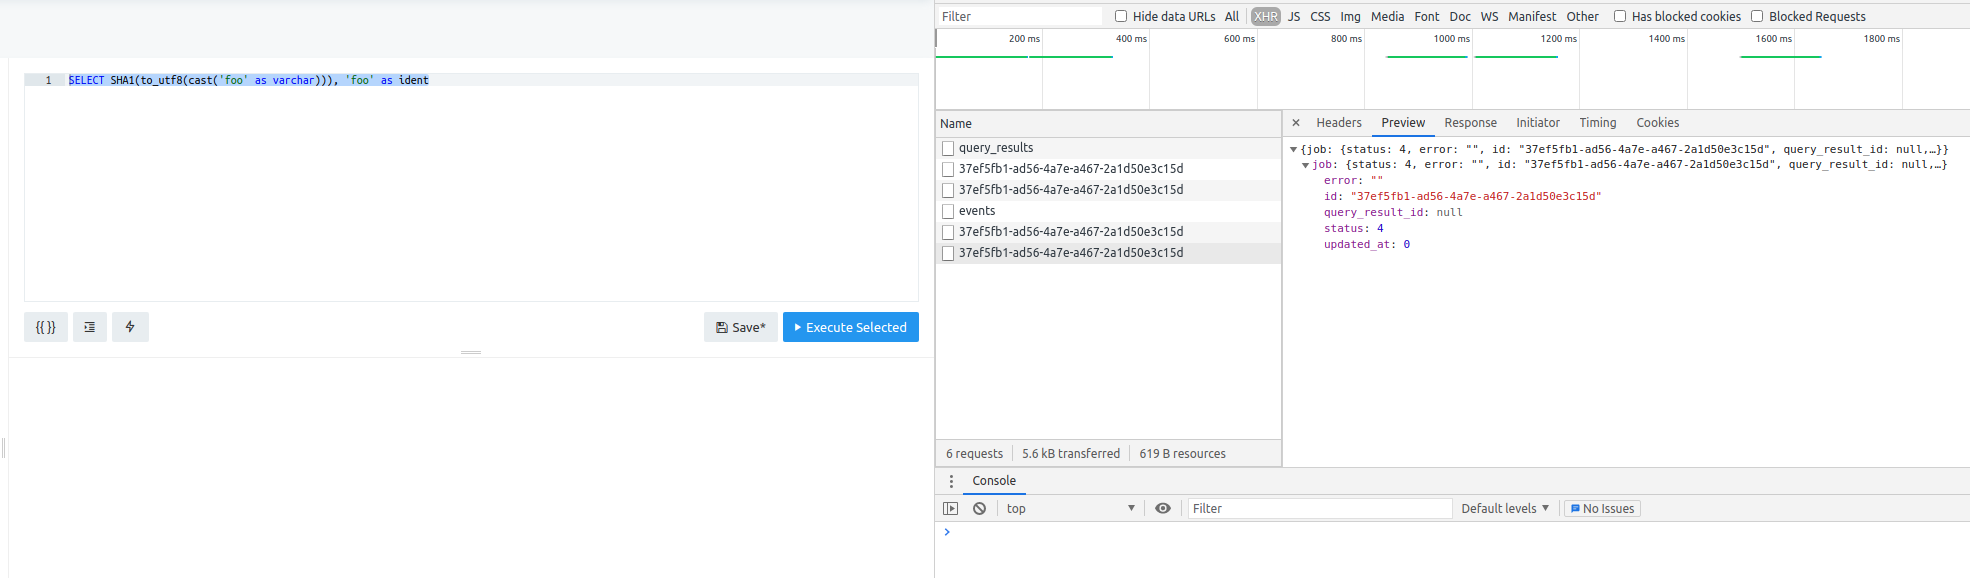 1 SELECT SHA1(to_utf8(cast('foo' as varchar))), 'foo' as ident
{{ }}
Save*
Execute Selected
Filter
Hide data URLs All XHR JS CSS Img Media Font Doc WS Manifest Other Has blocked cookies Blocked Requests
200 ms 400 ms 600 ms 800 ms 1000 ms 1200 ms 1400 ms 1600 ms 1800 ms
Name
query_results
37ef5fb1-ad56-4a7e-a467-2a1d50e3c15d
37ef5fb1-ad56-4a7e-a467-2a1d50e3c15d
events
37ef5fb1-ad56-4a7e-a467-2a1d50e3c15d
37ef5fb1-ad56-4a7e-a467-2a1d50e3c15d
6 requests 5.6 kB transferred 619 B resources
× Headers Preview Response Initiator Timing Cookies
{job: {status: 4, error: "", id: "37ef5fb1-ad56-4a7e-a467-2a1d50e3c15d", query_result_id: null,…}}
job: {status: 4, error: "", id: "37ef5fb1-ad56-4a7e-a467-2a1d50e3c15d", query_result_id: null,…}
error: ""
id: "37ef5fb1-ad56-4a7e-a467-2a1d50e3c15d"
query_result_id: null
status: 4
updated_at: 0
Console
top Filter Default levels No Issues